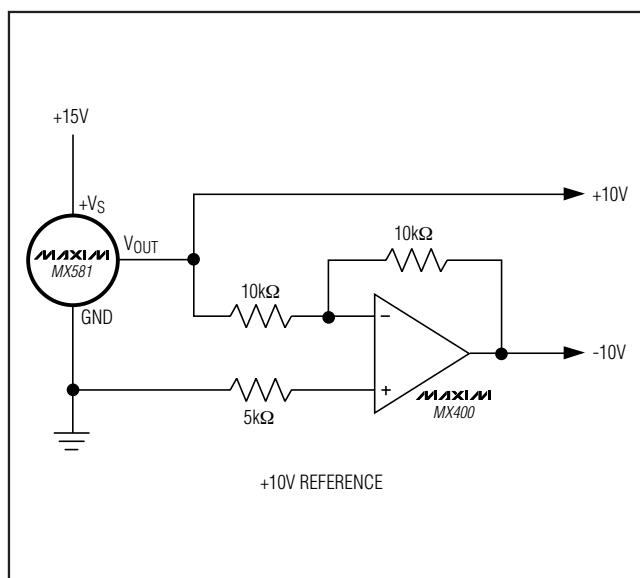 +15V
+VS
MAXIM
MX581
VOUT
GND
+10V
10kΩ
10kΩ
-
+
5kΩ
MAXIM
MX400
-10V
+10V REFERENCE